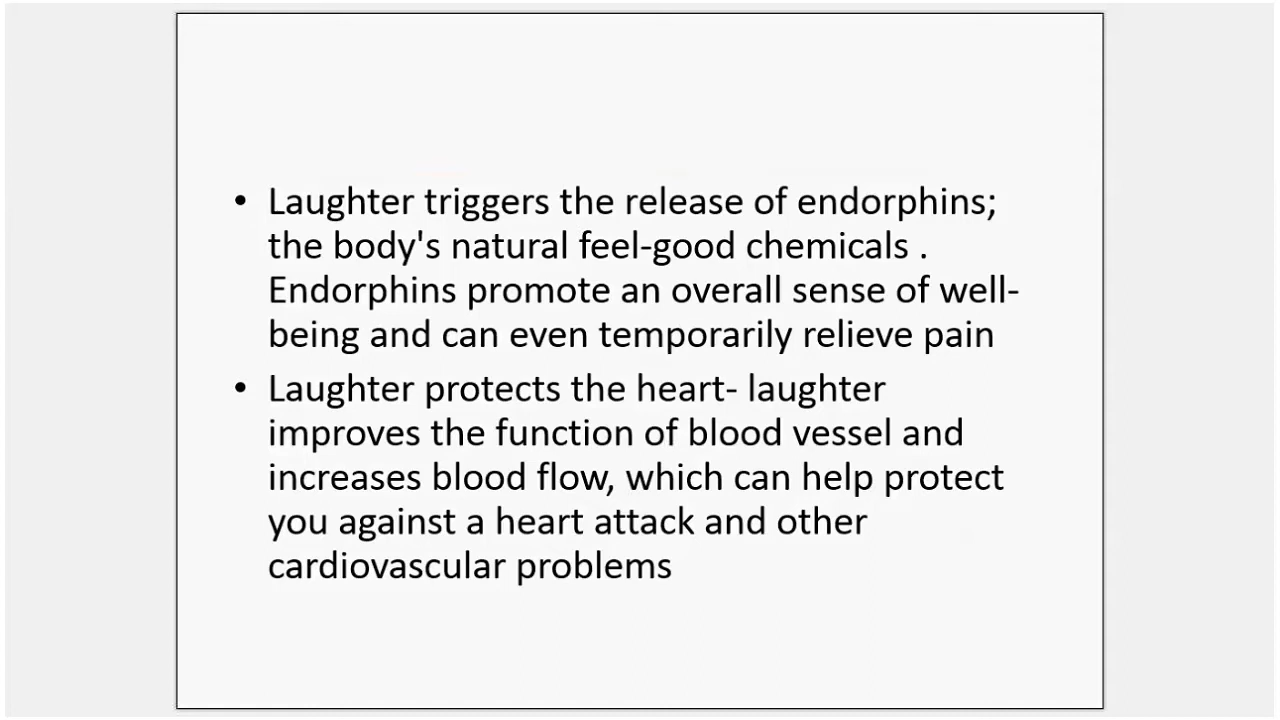 • Laughter triggers the release of endorphins;
the body's natural feel-good chemicals .
Endorphins promote an overall sense of well-
being and can even temporarily relieve pain
• Laughter protects the heart- laughter
improves the function of blood vessel and
increases blood flow, which can help protect
you against a heart attack and other
cardiovascular problems